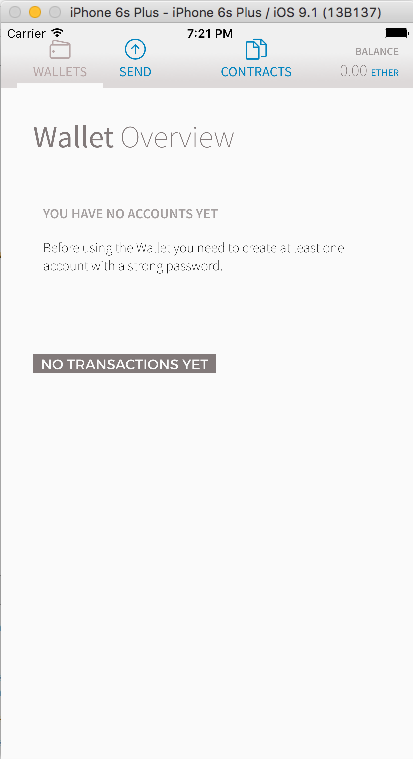 iPhone 6s Plus - iPhone 6s Plus / iOS 9.1 (13B137)
Carrier 7:21 PM
WALLETS SEND CONTRACTS BALANCE
0.00 ETHER
Wallet Overview
YOU HAVE NO ACCOUNTS YET
Before using the Wallet you need to create at least one
account with a strong password.
NO TRANSACTIONS YET